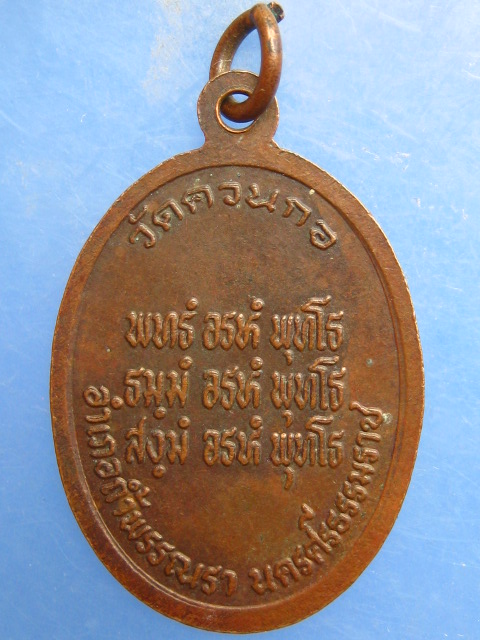 วัดควนกอ
พทธํ อรหํ พุทโธ
ธมฺมํ อรหํ พุทโธ
สงฺฆํ อรหํ พุทโธ
อำเภอถ้ำพรรณรา นครศรีธรรมราช